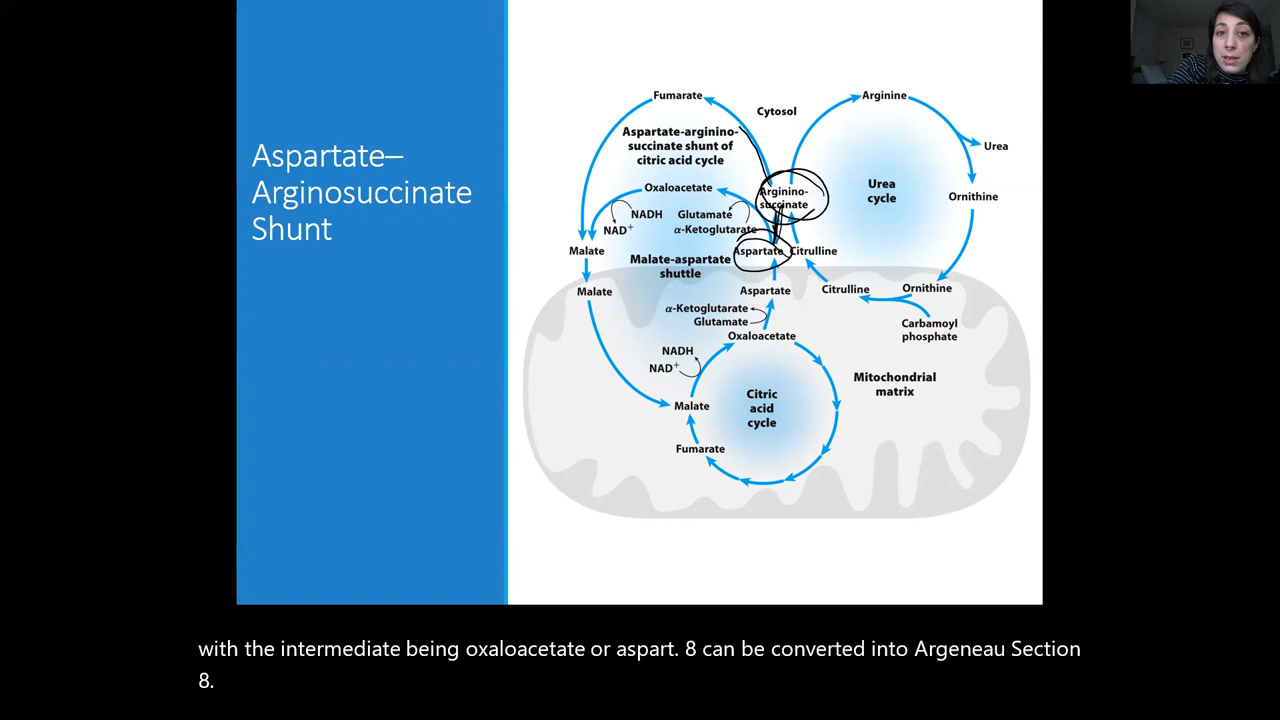 Aspartate–
Arginosuccinate
Shunt
Fumarate
Cytosol
Arginine
Aspartate-arginino-
succinate shunt of
citric acid cycle
Urea
Oxaloacetate
Arginino-
succinate
Urea
cycle
Ornithine
NADH
NAD+
Glutamate
α-Ketoglutarate
Malate
Malate-aspartate
shuttle
Aspartate
Citrulline
Malate
Aspartate
Citrulline
Ornithine
α-Ketoglutarate
Glutamate
Carbamoyl
phosphate
Oxaloacetate
NADH
NAD+
Mitochondrial
matrix
Citric
acid
cycle
Malate
Fumarate
with the intermediate being oxaloacetate or aspart. 8 can be converted into Argeneau Section
8.